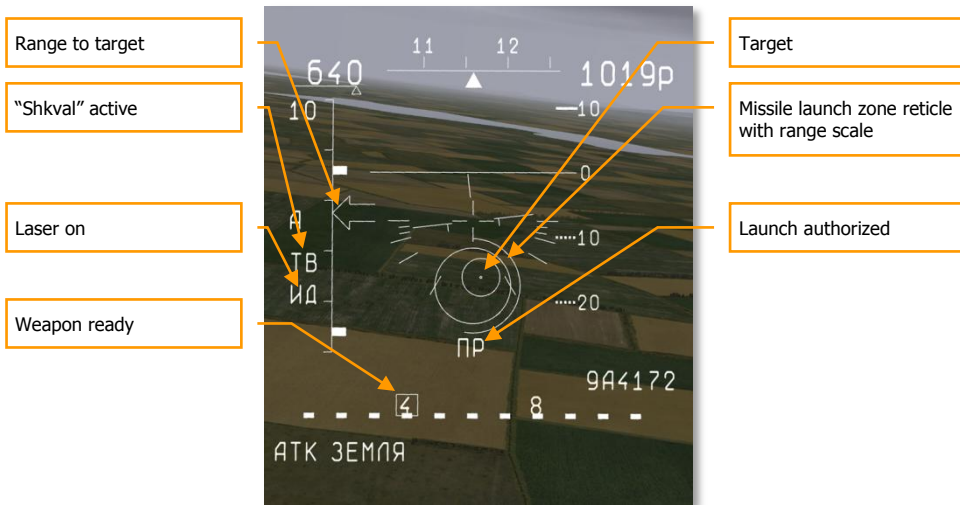 Range to target
“Shkval” active
Laser on
Weapon ready
11 12
640
1019р
10
10
0
А
10
ТВ
ИД
20
ПР
9А4172
4 8
АТК ЗЕМЛЯ
Target
Missile launch zone reticle
with range scale
Launch authorized